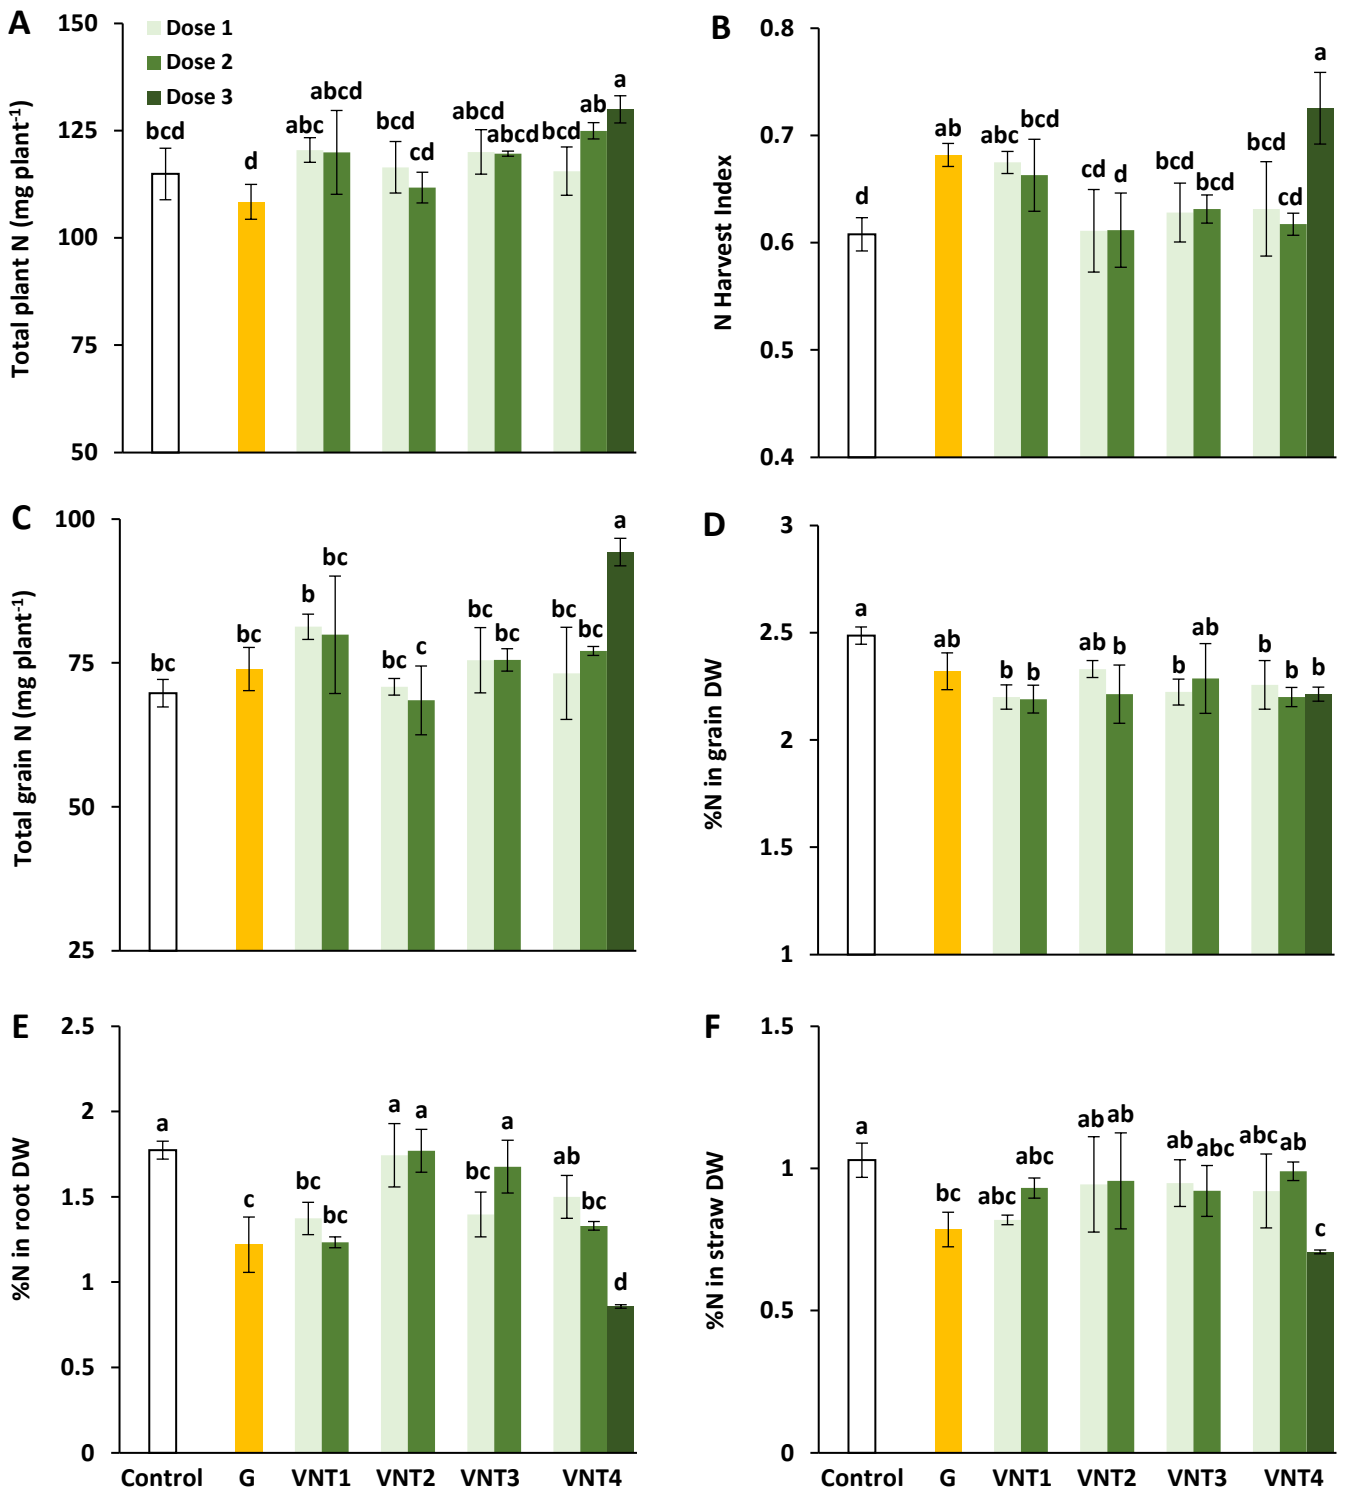 A
Total plant N (mg plant⁻¹)
150
125
100
75
50
Dose 1
Dose 2
Dose 3
bcd
d
abc
abcd
bcd
cd
abcd
abcd
bcd
ab
a
B
N Harvest Index
0.8
0.7
0.6
0.5
0.4
d
ab
abc
bcd
cd
d
bcd
bcd
bcd
cd
a
C
Total grain N (mg plant⁻¹)
100
75
50
25
bc
bc
b
bc
bc
c
bc
bc
bc
bc
a
D
%N in grain DW
3
2.5
2
1.5
1
a
ab
b
b
ab
b
b
ab
b
b
b
E
%N in root DW
2.5
2
1.5
1
0.5
0
a
c
bc
bc
a
a
bc
a
ab
bc
d
Control G VNT1 VNT2 VNT3 VNT4
F
%N in straw DW
1.5
1
0.5
0
a
bc
abc
abc
ab
ab
ab
abc
abc
ab
c
Control G VNT1 VNT2 VNT3 VNT4